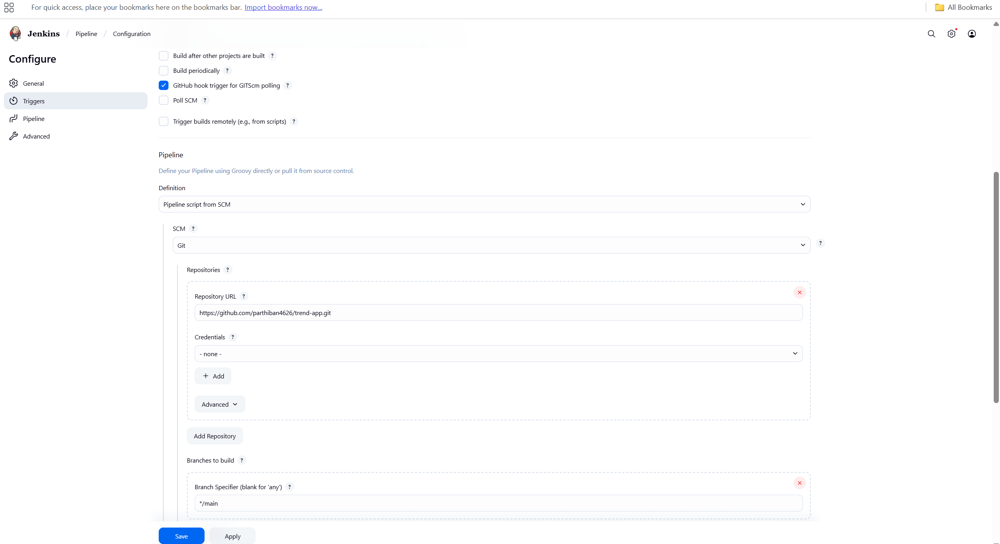 For quick access, place your bookmarks here on the bookmarks bar. Import bookmarks now...
All Bookmarks
Jenkins / Pipeline / Configuration
Configure
General
Triggers
Pipeline
Advanced
Build after other projects are built ?
Build periodically ?
GitHub hook trigger for GITScm polling ?
Poll SCM ?
Trigger builds remotely (e.g., from scripts) ?
Pipeline
Define your Pipeline using Groovy directly or pull it from source control.
Definition
Pipeline script from SCM
SCM ?
Git
?
Repositories ?
Repository URL ?
https://github.com/parthiban4626/trend-app.git
Credentials ?
- none -
+ Add
Advanced
Add Repository
Branches to build ?
Branch Specifier (blank for 'any') ?
*/main
Save
Apply